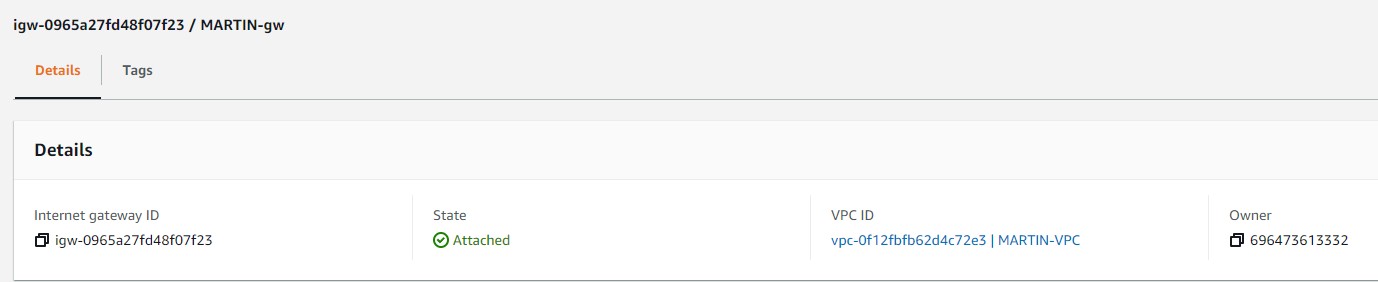 igw-0965a27fd48f07f23 / MARTIN-gw
Details
Tags
Details
Internet gateway ID
State
VPC ID
Owner
igw-0965a27fd48f07f23
Attached
vpc-0f12fbfb62d4c72e3 | MARTIN-VPC
696473613332